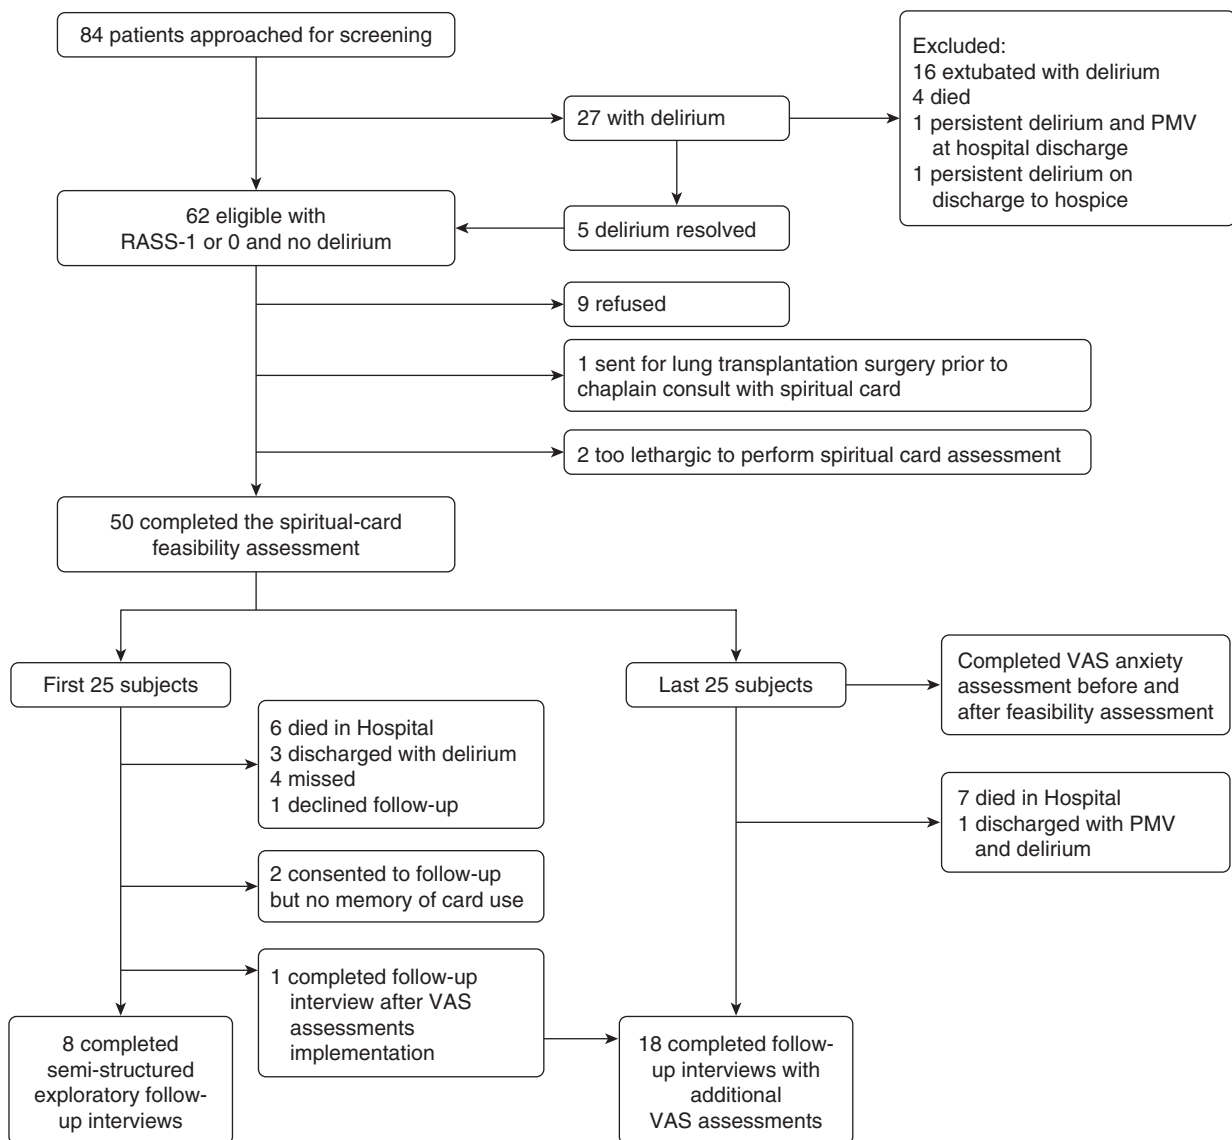 84 patients approached for screening
Excluded:
16 extubated with delirium
4 died
1 persistent delirium and PMV
at hospital discharge
1 persistent delirium on
discharge to hospice
27 with delirium
62 eligible with
RASS-1 or 0 and no delirium
5 delirium resolved
9 refused
1 sent for lung transplantation surgery prior to
chaplain consult with spiritual card
2 too lethargic to perform spiritual card assessment
50 completed the spiritual-card
feasibility assessment
First 25 subjects
Last 25 subjects
Completed VAS anxiety
assessment before and
after feasibility assessment
6 died in Hospital
3 discharged with delirium
4 missed
1 declined follow-up
7 died in Hospital
1 discharged with PMV
and delirium
2 consented to follow-up
but no memory of card use
1 completed follow-up
interview after VAS
assessments
implementation
8 completed
semi-structured
exploratory follow-
up interviews
18 completed follow-
up interviews with
additional
VAS assessments